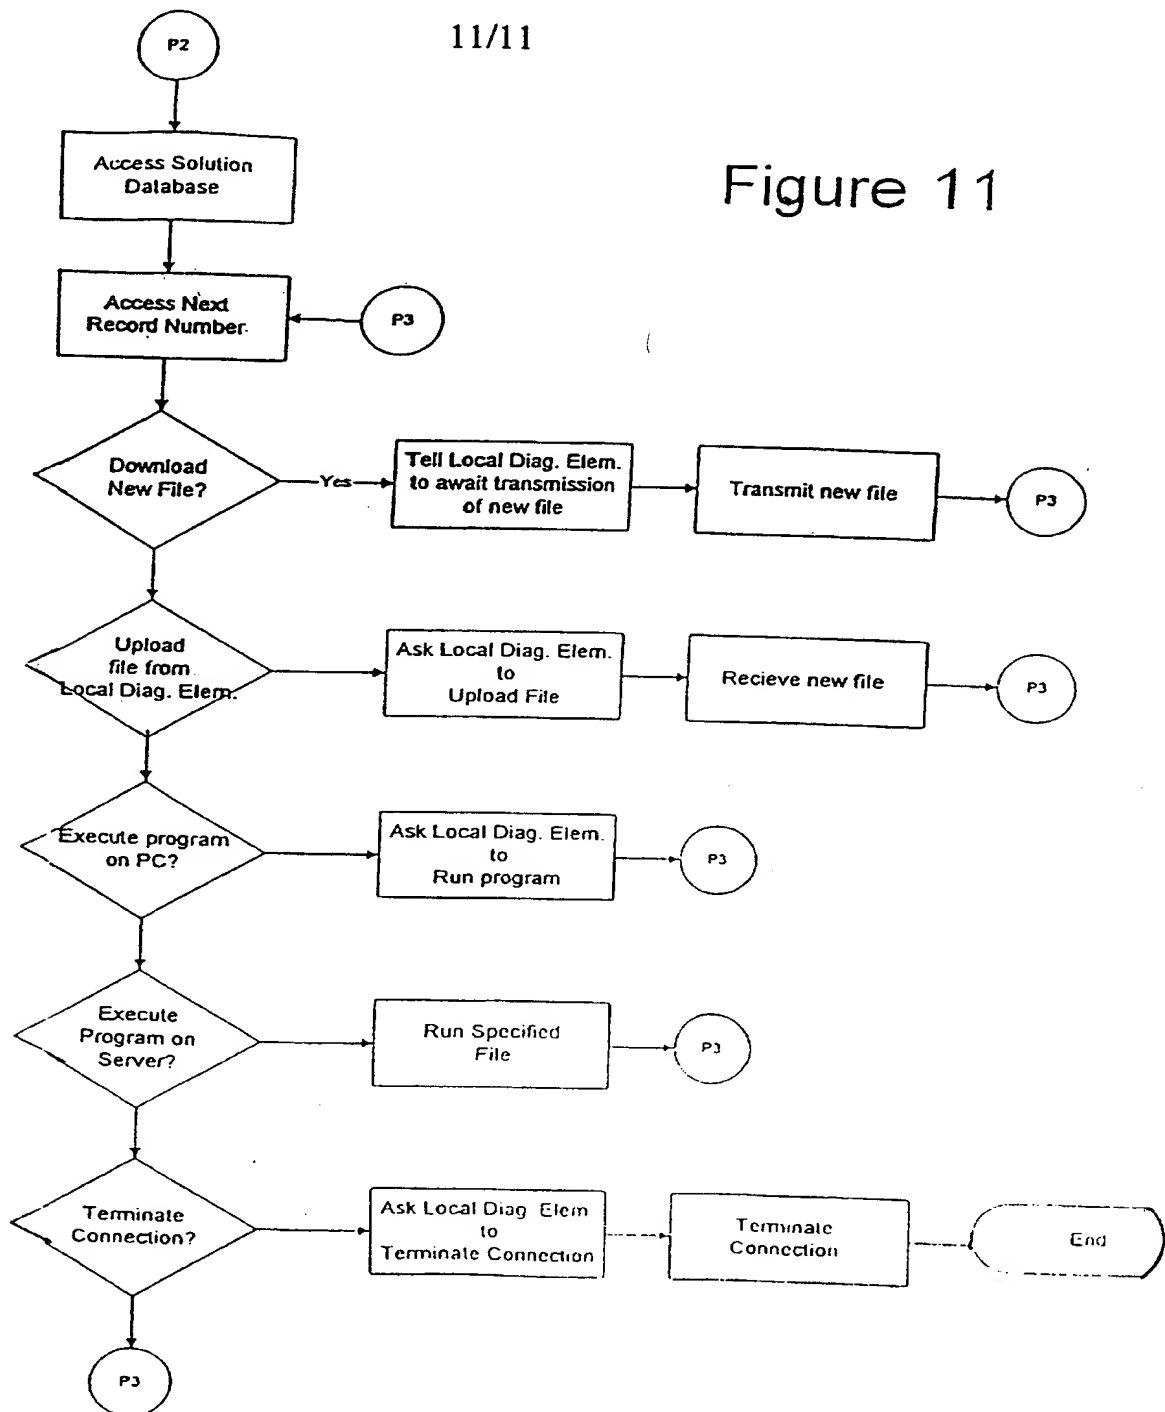 P2
11/11
Access Solution
Database
Figure 11
Access Next
Record Number.
P3
Download
New File?
Yes
Tell Local Diag. Elem.
to await transmission
of new file
Transmit new file
P3
Upload
file from
Local Diag. Elem.
Ask Local Diag. Elem.
to
Upload File
Recieve new file
P3
Execute program
on PC?
Ask Local Diag. Elem.
to
Run program
P3
Execute
Program on
Server?
Run Specified
File
P3
Terminate
Connection?
Ask Local Diag Elem
to
Terminate Connection
Terminate
Connection
End
P3